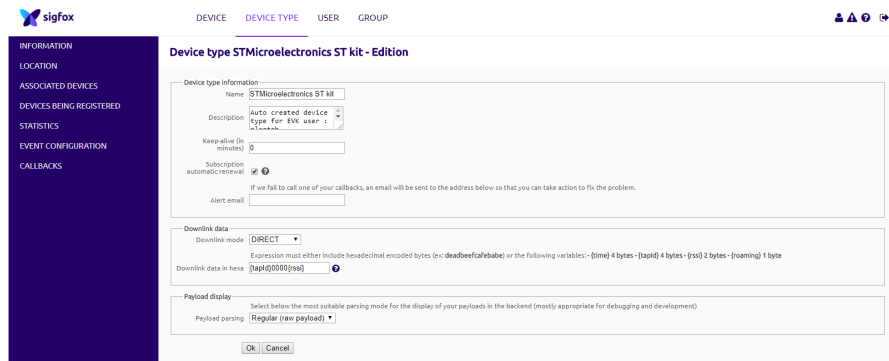 sigfox
DEVICE DEVICE TYPE USER GROUP
INFORMATION
LOCATION
ASSOCIATED DEVICES
DEVICES BEING REGISTERED
STATISTICS
EVENT CONFIGURATION
CALLBACKS
Device type STMicroelectronics ST kit - Edition
Device type information
Name STMicroelectronics ST kit
Description Auto created device
type for EVK user :
Keep-alive (in
minutes) 0
Subscription
automatic renewal
If we fail to call one of your callbacks, an email will be sent to the address below so that you can take action to fix the problem.
Alert email
Downlink data
Downlink mode DIRECT
Expression must either include hexadecimal encoded bytes (ex: deadbeefcafebabe) or the following variables: - {time} 4 bytes - {tapId} 4 bytes - {rssi} 2 bytes - {roaming} 1 byte
Downlink data in hexa {tapId}0000{rssi}
Payload display
Select below the most suitable parsing mode for the display of your payloads in the backend (mostly appropriate for debugging and development)
Payload parsing Regular (raw payload)
Ok Cancel